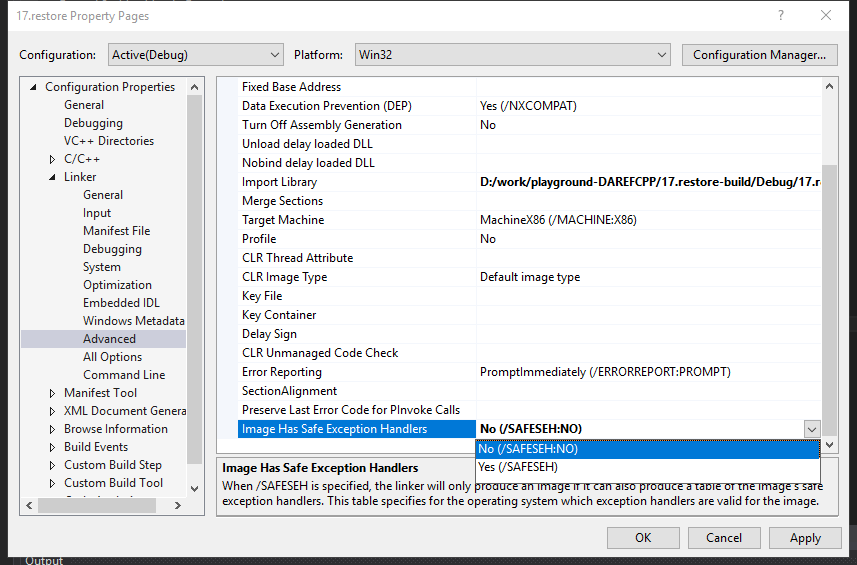 17.restore Property Pages
?
Configuration: Active(Debug) Platform: Win32 Configuration Manager...
Configuration Properties
General
Debugging
VC++ Directories
C/C++
Linker
General
Input
Manifest File
Debugging
System
Optimization
Embedded IDL
Windows Metadata
Advanced
All Options
Command Line
Manifest Tool
XML Document Genera
Browse Information
Build Events
Custom Build Step
Custom Build Tool
Fixed Base Address
Data Execution Prevention (DEP) Yes (/NXCOMPAT)
Turn Off Assembly Generation No
Unload delay loaded DLL
Nobind delay loaded DLL
Import Library D:/work/playground-DAREFCPP/17.restore-build/Debug/17.r
Merge Sections
Target Machine MachineX86 (/MACHINE:X86)
Profile No
CLR Thread Attribute
CLR Image Type Default image type
Key File
Key Container
Delay Sign
CLR Unmanaged Code Check
Error Reporting PromptImmediately (/ERRORREPORT:PROMPT)
SectionAlignment
Preserve Last Error Code for PInvoke Calls
Image Has Safe Exception Handlers No (/SAFESEH:NO)
No (/SAFESEH:NO)
Yes (/SAFESEH)
Image Has Safe Exception Handlers
When /SAFESEH is specified, the linker will only produce an image if it can also produce a table of the image's safe
exception handlers. This table specifies for the operating system which exception handlers are valid for the image.
OK Cancel Apply
Output